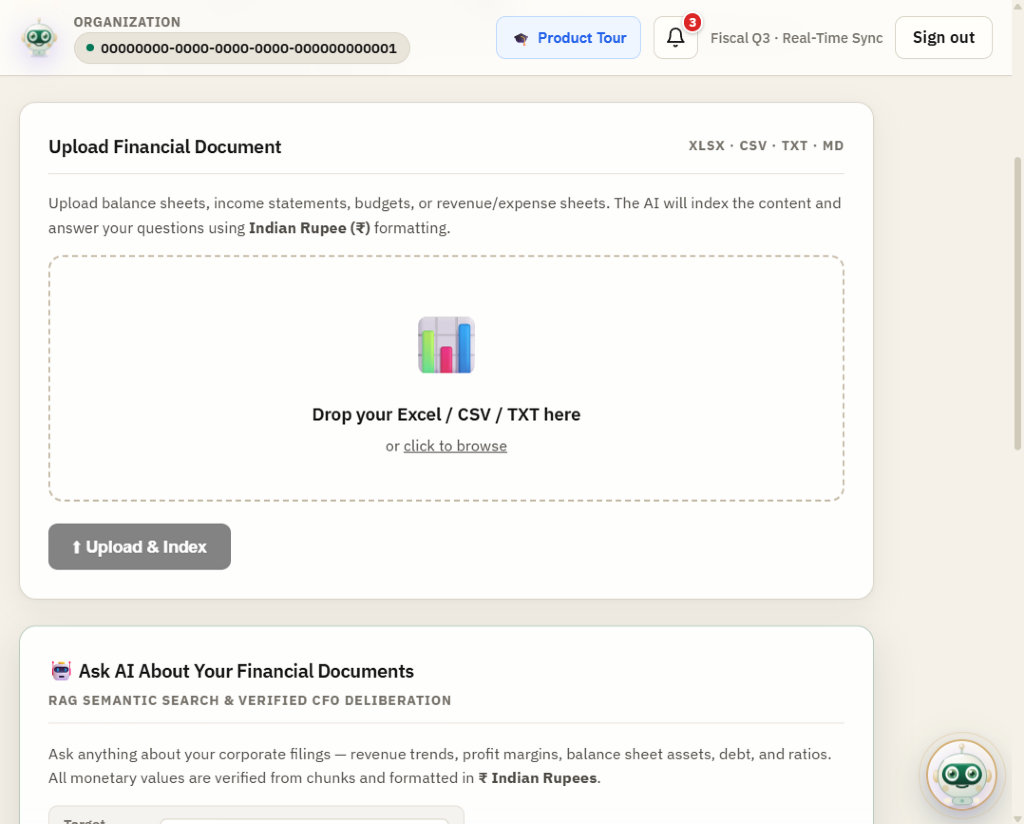 ORGANIZATION
00000000-0000-0000-0000-000000000001
Product Tour
3
Fiscal Q3 · Real-Time Sync
Sign out
Upload Financial Document
XLSX · CSV · TXT · MD
Upload balance sheets, income statements, budgets, or revenue/expense sheets. The AI will index the content and
answer your questions using Indian Rupee (₹) formatting.
Drop your Excel / CSV / TXT here
or click to browse
⬆ Upload & Index
Ask AI About Your Financial Documents
RAG SEMANTIC SEARCH & VERIFIED CFO DELIBERATION
Ask anything about your corporate filings — revenue trends, profit margins, balance sheet assets, debt, and ratios.
All monetary values are verified from chunks and formatted in ₹ Indian Rupees.
Target